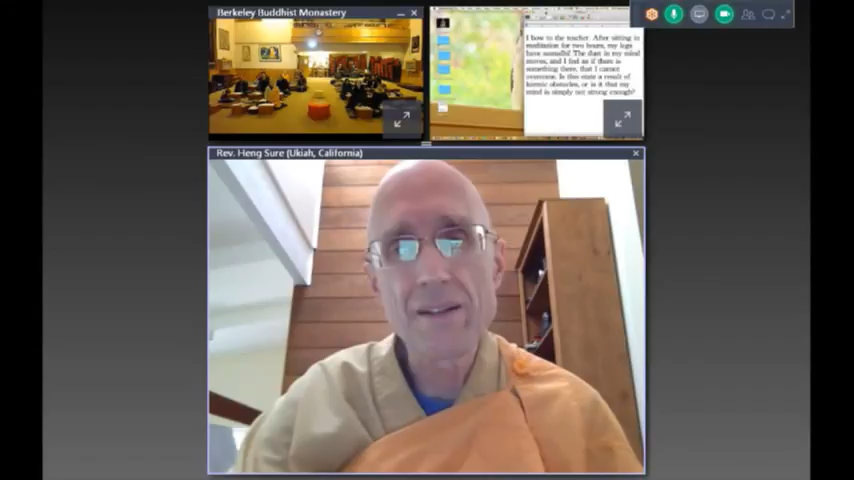 Berkeley Buddhist Monastery
I bow to the teacher. After sitting in
meditation for two hours, my legs
have samadhi! The dust in my mind
moves, and I feel as if there is
something there, that I cannot
overcome. Is this state a result of
karmic obstacles, or is it that my
mind is simply not strong enough?
Rev. Heng Sure (Ukiah, California)